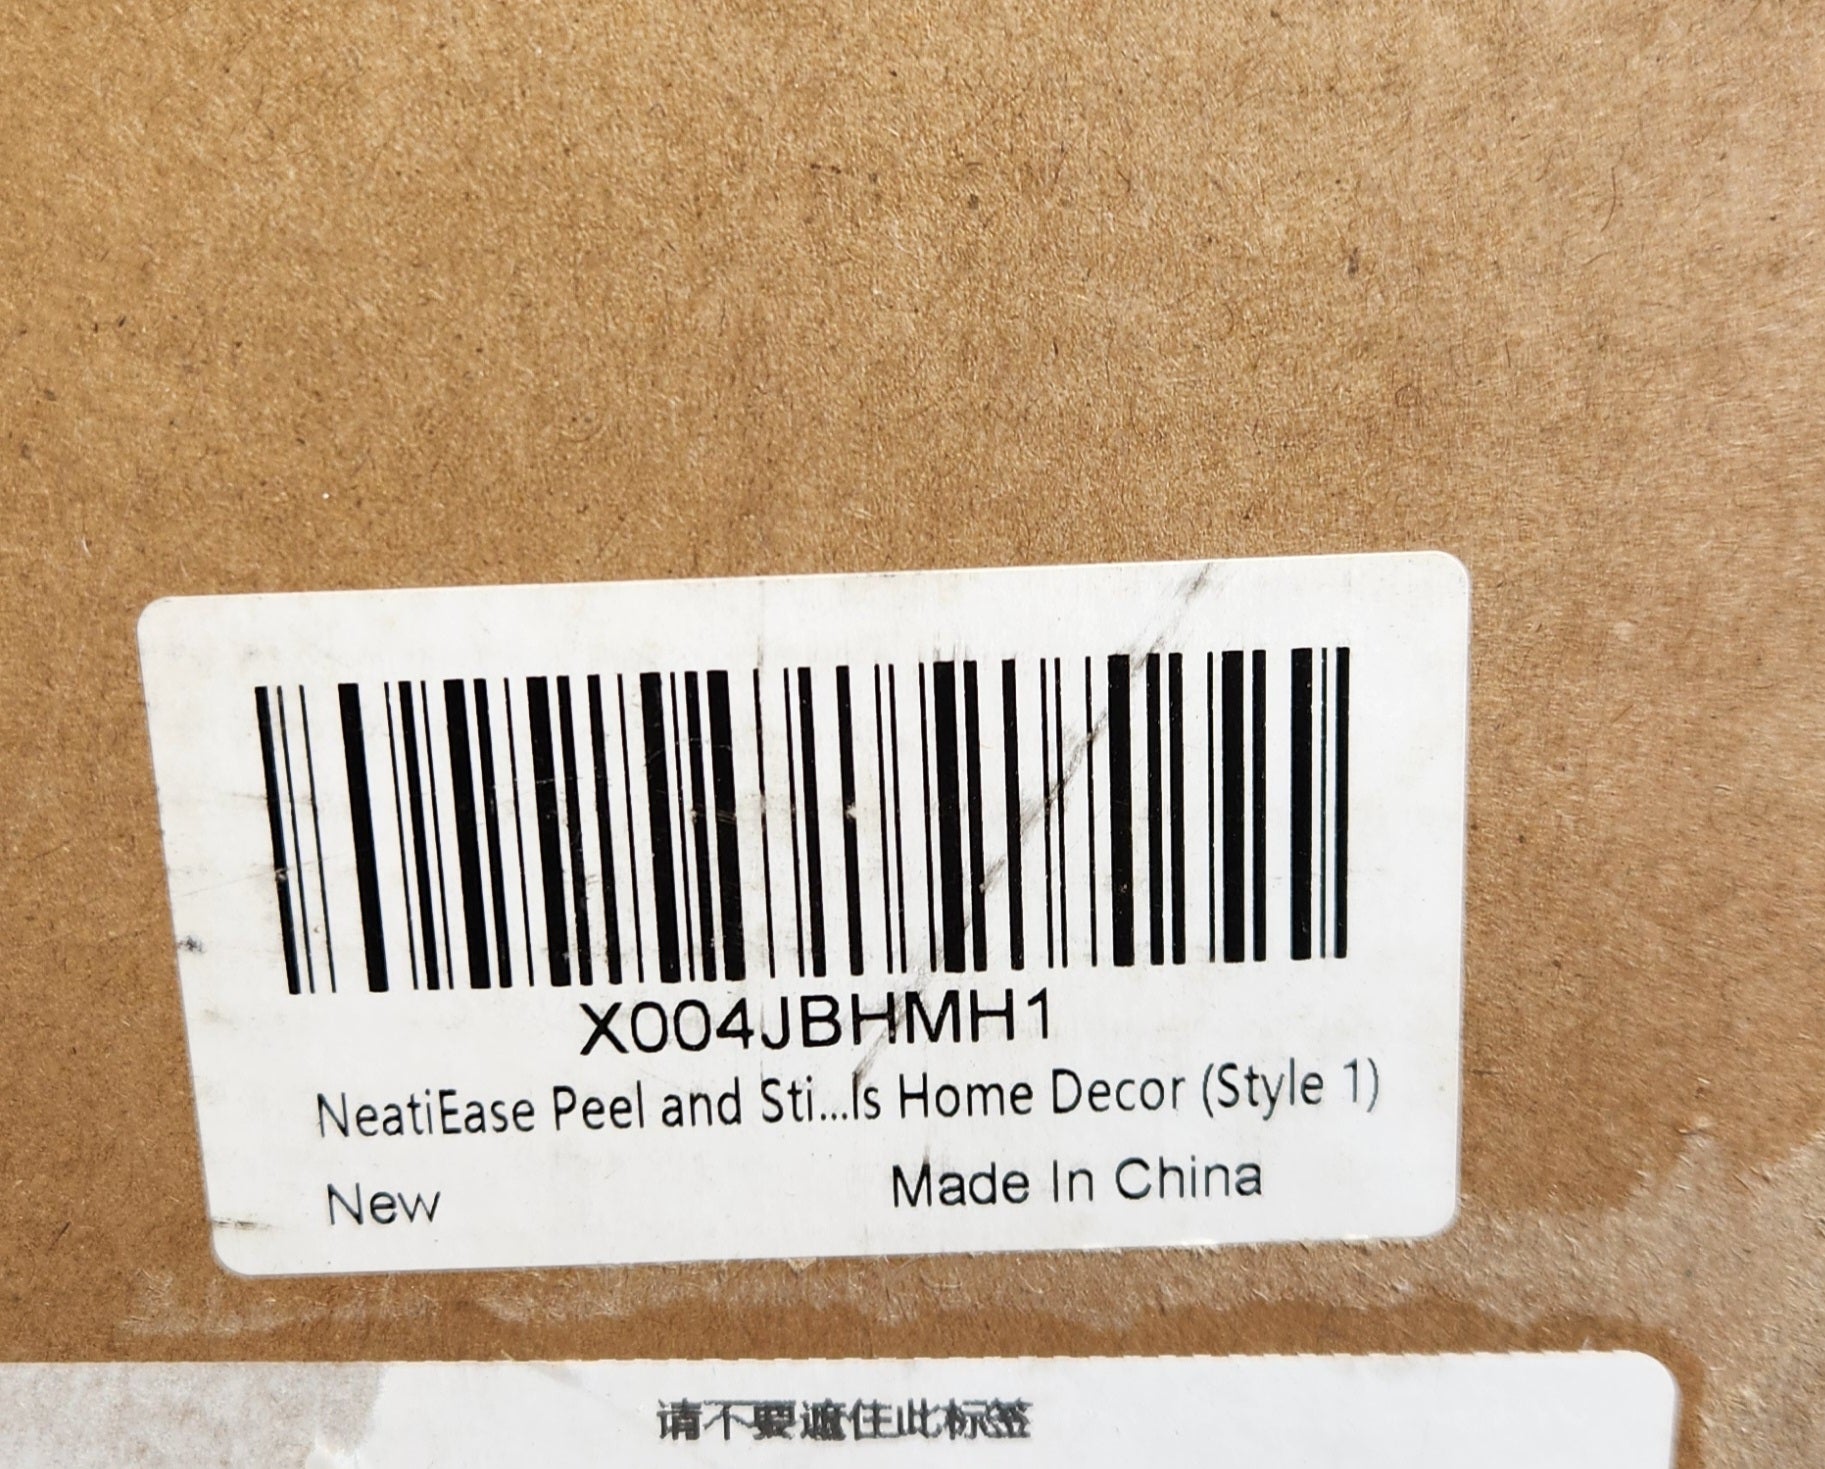 X004JBHMH1
NeatiEase Peel and Sti...ls Home Decor (Style 1)
New
Made In China
请不要遮住此标签